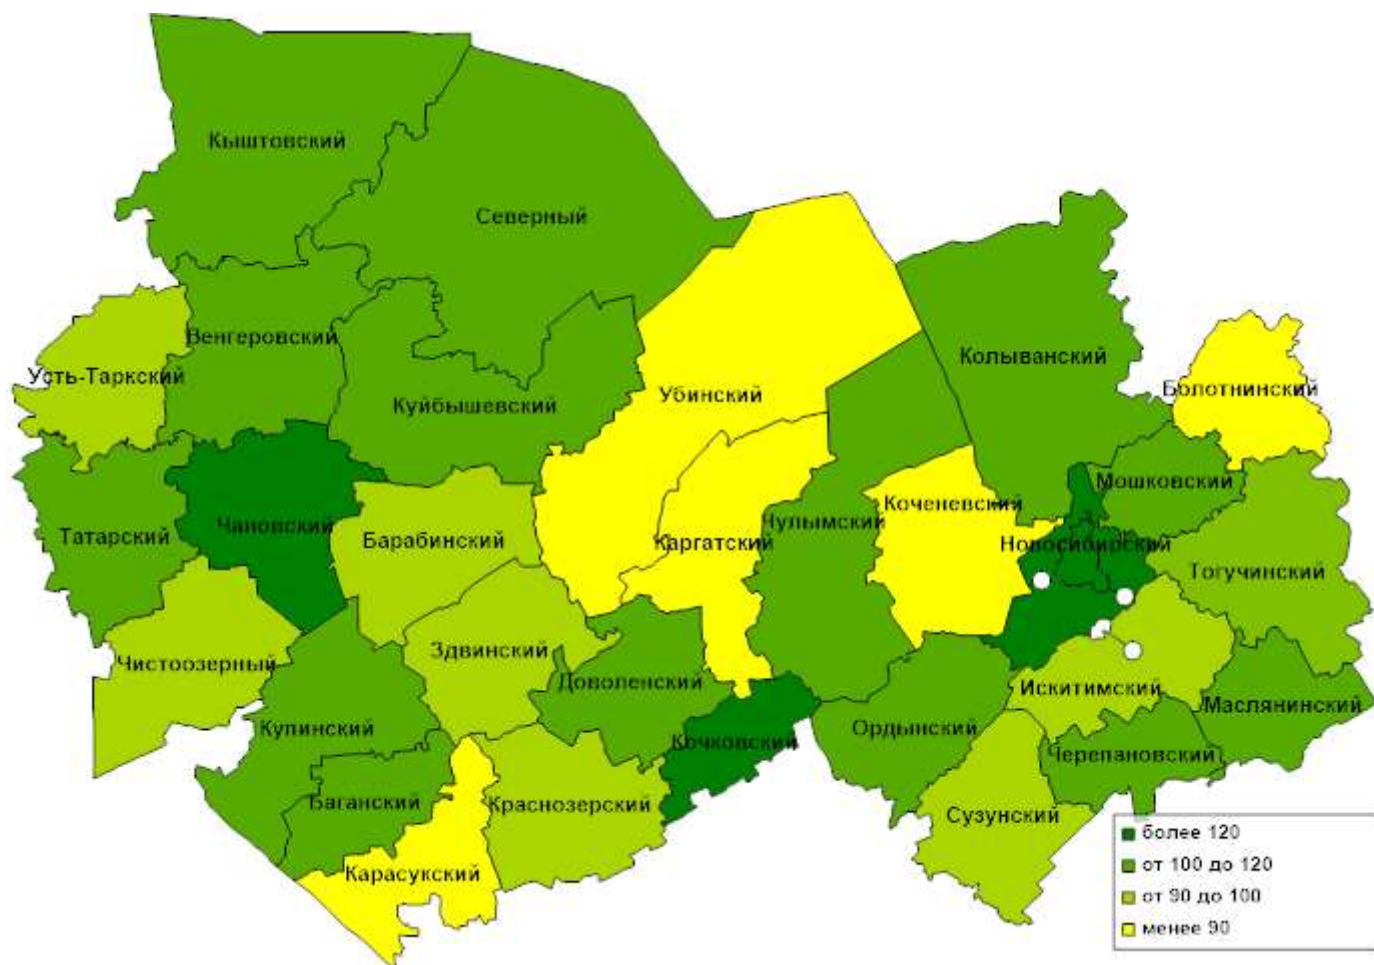 Кыштовский
Северный
Венгеровский
Усть-Таркский
Куйбышевский
Убинский
Колыванский
Болотнинский
Татарский
Чановский
Барабинский
Каргатский
Чулымский
Коченевский
Мошковский
Новосибирский
Тогучинский
Чистоозерный
Здвинский
Доволенский
Искитимский
Маслянинский
Купинский
Кочковский
Ордынский
Черепановский
Баганский
Краснозерский
Сузунский
Карасукский
более 120
от 100 до 120
от 90 до 100
менее 90